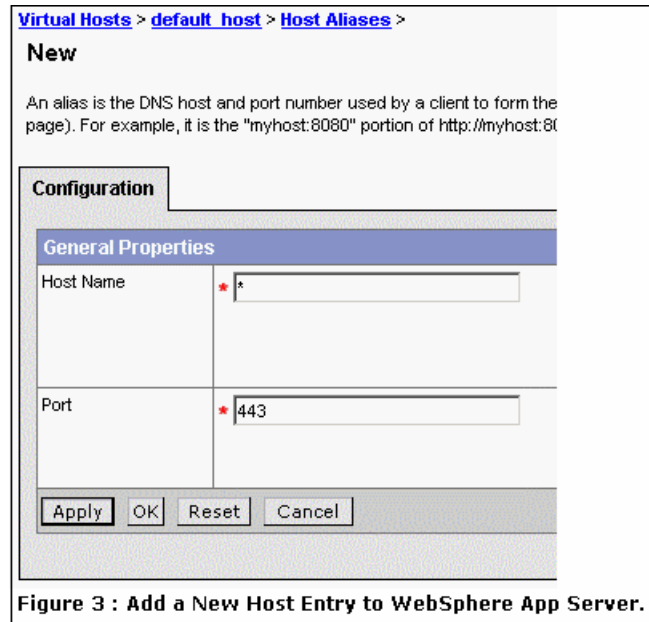 Virtual Hosts > default_host > Host Aliases >
New
An alias is the DNS host and port number used by a client to form the
page). For example, it is the "myhost:8080" portion of http://myhost:80
Configuration
General Properties
Host Name
* *
Port
* 443
Apply OK Reset Cancel
Figure 3 : Add a New Host Entry to WebSphere App Server.